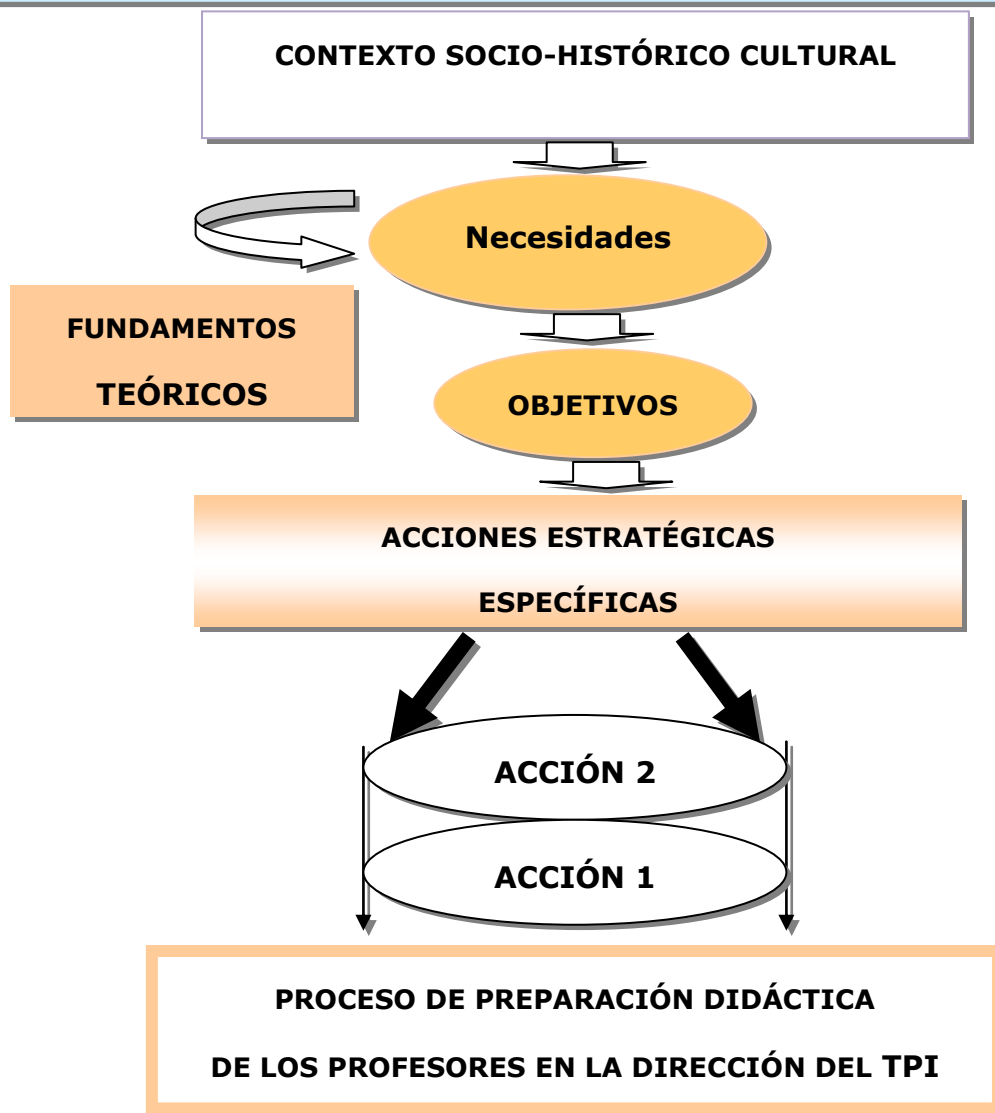 CONTEXTO SOCIO-HISTÓRICO CULTURAL
Necesidades
FUNDAMENTOS
TEÓRICOS
OBJETIVOS
ACCIONES ESTRATÉGICAS
ESPECÍFICAS
ACCIÓN 2
ACCIÓN 1
PROCESO DE PREPARACIÓN DIDÁCTICA
DE LOS PROFESORES EN LA DIRECCIÓN DEL TPI